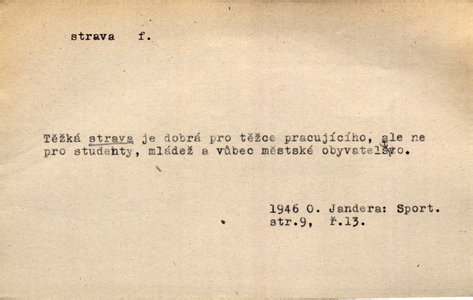 strava f.
Těžká strava je dobrá pro těžce pracujícího, ale ne
pro studenty, mládež a vůbec městské obyvatelstvo.
1946 O. Jandera: Sport.
str.9, ř.13.